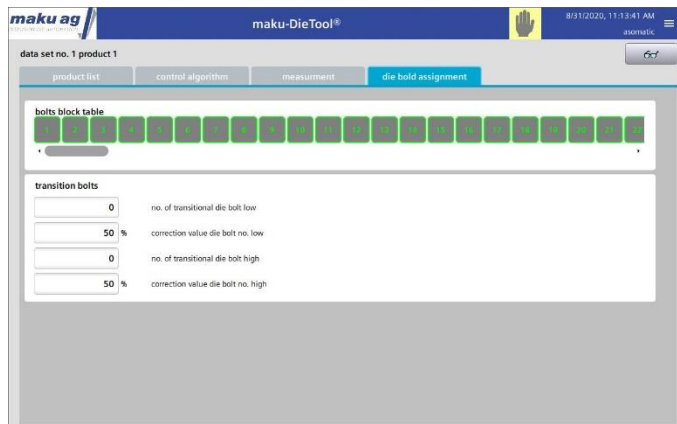 maku ag
maku-DieTool®
8/31/2020, 11:13:41 AM
asomatic
data set no. 1 product 1
product list
control algorithm
measurment
die bold assignment
bolts block table
1 2 3 4 5 6 7 8 9 10 11 12 13 14 15 16 17 18 19 20 21 22
transition bolts
0 no. of transitional die bolt low
50 % correction value die bolt no. low
0 no. of transitional die bolt high
50 % correction value die bolt no. high